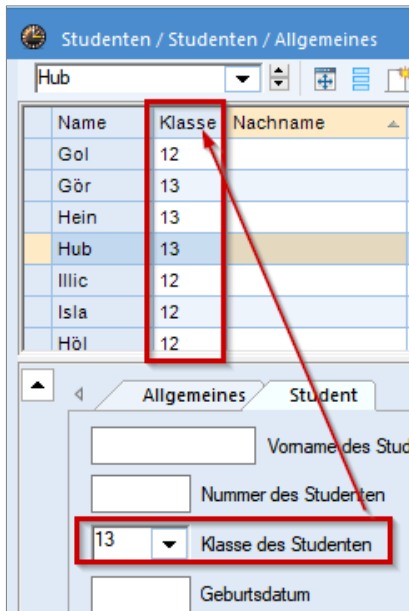 Studenten / Studenten / Allgemeines
Hub
Name Klasse Nachname
Gol 12
Gör 13
Hein 13
Hub 13
Illic 12
Isla 12
Höl 12
Allgemeines Student
Vorname des Stud
Nummer des Studenten
13 Klasse des Studenten
Geburtsdatum